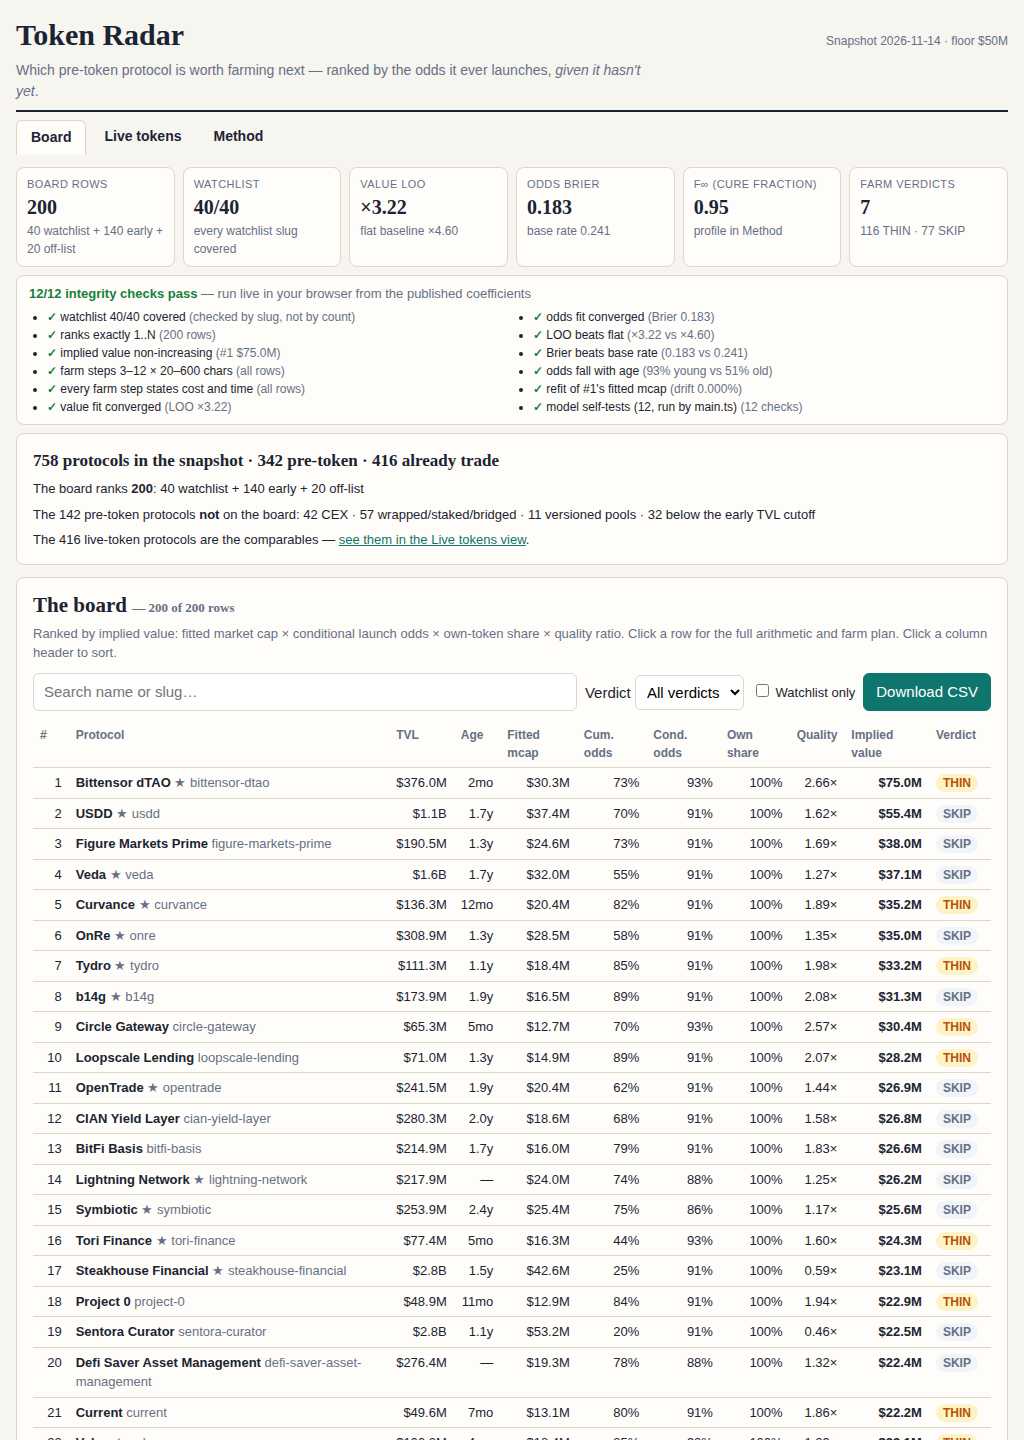 Token Radar
Snapshot 2026-11-14 · floor $50M
Which pre-token protocol is worth farming next — ranked by the odds it ever launches, given it hasn't
yet.
Board Live tokens Method
BOARD ROWS
200
40 watchlist + 140 early +
20 off-list
WATCHLIST
40/40
every watchlist slug
covered
VALUE LOO
×3.22
flat baseline ×4.60
ODDS BRIER
0.183
base rate 0.241
F∞ (CURE FRACTION)
0.95
profile in Method
FARM VERDICTS
7
116 THIN · 77 SKIP
12/12 integrity checks pass — run live in your browser from the published coefficients
✓ watchlist 40/40 covered (checked by slug, not by count)
✓ ranks exactly 1..N (200 rows)
✓ implied value non-increasing (#1 $75.0M)
✓ farm steps 3–12 × 20–600 chars (all rows)
✓ every farm step states cost and time (all rows)
✓ value fit converged (LOO ×3.22)
✓ odds fit converged (Brier 0.183)
✓ LOO beats flat (×3.22 vs ×4.60)
✓ Brier beats base rate (0.183 vs 0.241)
✓ odds fall with age (93% young vs 51% old)
✓ refit of #1's fitted mcap (drift 0.000%)
✓ model self-tests (12, run by main.ts) (12 checks)
758 protocols in the snapshot · 342 pre-token · 416 already trade
The board ranks 200: 40 watchlist + 140 early + 20 off-list
The 142 pre-token protocols not on the board: 42 CEX · 57 wrapped/staked/bridged · 11 versioned pools · 32 below the early TVL cutoff
The 416 live-token protocols are the comparables — see them in the Live tokens view.
The board — 200 of 200 rows
Ranked by implied value: fitted market cap × conditional launch odds × own-token share × quality ratio. Click a row for the full arithmetic and farm plan. Click a column
header to sort.
Search name or slug… Verdict All verdicts Watchlist only Download CSV
# Protocol TVL Age Fitted mcap Cum. odds Cond. odds Own share Quality Implied value Verdict
1 Bittensor dTAO ★ bittensor-dtao $376.0M 2mo $30.3M 73% 93% 100% 2.66× $75.0M THIN
2 USDD ★ usdd $1.1B 1.7y $37.4M 70% 91% 100% 1.62× $55.4M SKIP
3 Figure Markets Prime figure-markets-prime $190.5M 1.3y $24.6M 73% 91% 100% 1.69× $38.0M SKIP
4 Veda ★ veda $1.6B 1.7y $32.0M 55% 91% 100% 1.27× $37.1M SKIP
5 Curvance ★ curvance $136.3M 12mo $20.4M 82% 91% 100% 1.89× $35.2M THIN
6 OnRe ★ onre $308.9M 1.3y $28.5M 58% 91% 100% 1.35× $35.0M SKIP
7 Tydro ★ tydro $111.3M 1.1y $18.4M 85% 91% 100% 1.98× $33.2M THIN
8 b14g ★ b14g $173.9M 1.9y $16.5M 89% 91% 100% 2.08× $31.3M SKIP
9 Circle Gateway circle-gateway $65.3M 5mo $12.7M 70% 93% 100% 2.57× $30.4M THIN
10 Loopscale Lending loopscale-lending $71.0M 1.3y $14.9M 89% 91% 100% 2.07× $28.2M THIN
11 OpenTrade ★ opentrade $241.5M 1.9y $20.4M 62% 91% 100% 1.44× $26.9M SKIP
12 CIAN Yield Layer cian-yield-layer $280.3M 2.0y $18.6M 68% 91% 100% 1.58× $26.8M SKIP
13 BitFi Basis bitfi-basis $214.9M 1.7y $16.0M 79% 91% 100% 1.83× $26.6M SKIP
14 Lightning Network ★ lightning-network $217.9M — $24.0M 74% 88% 100% 1.25× $26.2M SKIP
15 Symbiotic ★ symbiotic $253.9M 2.4y $25.4M 75% 86% 100% 1.17× $25.6M SKIP
16 Tori Finance ★ tori-finance $77.4M 5mo $16.3M 44% 93% 100% 1.60× $24.3M THIN
17 Steakhouse Financial ★ steakhouse-financial $2.8B 1.5y $42.6M 25% 91% 100% 0.59× $23.1M SKIP
18 Project 0 project-0 $48.9M 11mo $12.9M 84% 91% 100% 1.94× $22.9M THIN
19 Sentora Curator sentora-curator $2.8B 1.1y $53.2M 20% 91% 100% 0.46× $22.5M SKIP
20 Defi Saver Asset Management defi-saver-asset-management $276.4M — $19.3M 78% 88% 100% 1.32× $22.4M SKIP
21 Current current $49.6M 7mo $13.1M 80% 91% 100% 1.86× $22.2M THIN